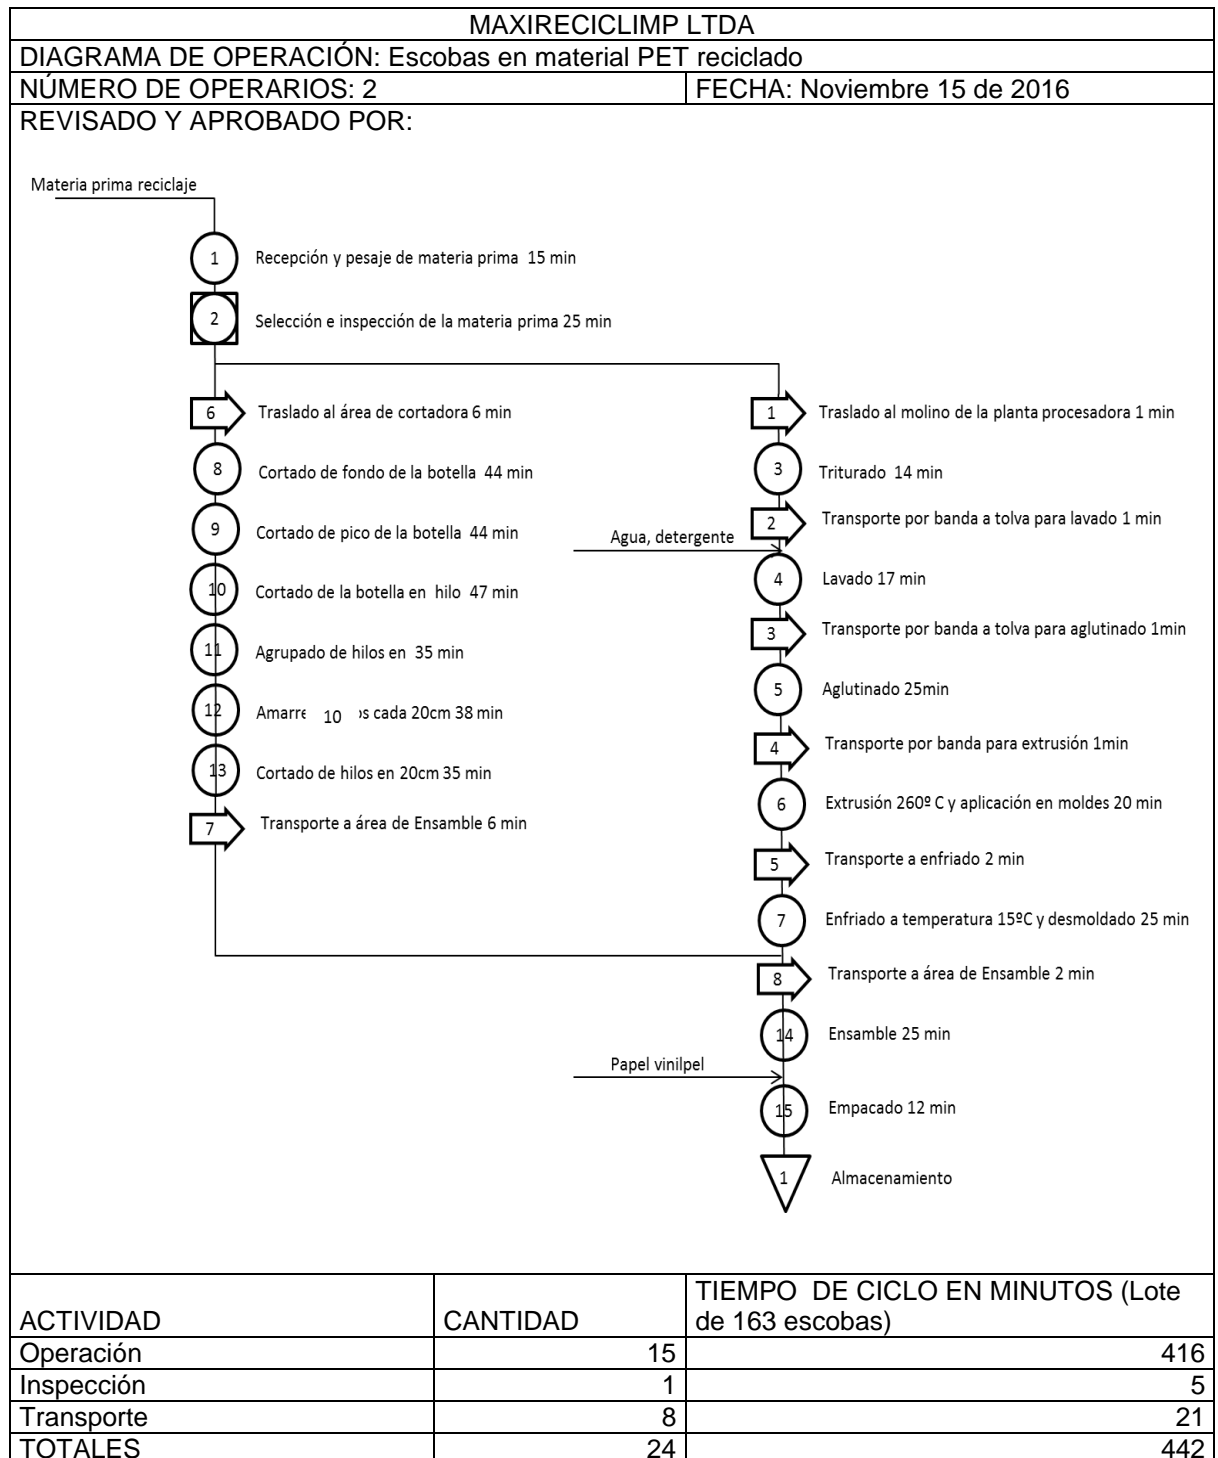 MAXIRECICLIMP LTDA
DIAGRAMA DE OPERACIÓN: Escobas en material PET reciclado
NÚMERO DE OPERARIOS: 2 FECHA: Noviembre 15 de 2016
REVISADO Y APROBADO POR:
Materia prima reciclaje
1 Recepción y pesaje de materia prima 15 min
2 Selección e inspección de la materia prima 25 min
6 Traslado al área de cortadora 6 min
8 Cortado de fondo de la botella 44 min
9 Cortado de pico de la botella 44 min
10 Cortado de la botella en hilo 47 min
11 Agrupado de hilos en 35 min
12 Amarre 10 s cada 20cm 38 min
13 Cortado de hilos en 20cm 35 min
7 Transporte a área de Ensamble 6 min
1 Traslado al molino de la planta procesadora 1 min
3 Triturado 14 min
2 Transporte por banda a tolva para lavado 1 min
Agua, detergente
4 Lavado 17 min
3 Transporte por banda a tolva para aglutinado 1min
5 Aglutinado 25min
4 Transporte por banda para extrusión 1min
6 Extrusión 260º C y aplicación en moldes 20 min
5 Transporte a enfriado 2 min
7 Enfriado a temperatura 15ºC y desmoldado 25 min
8 Transporte a área de Ensamble 2 min
14 Ensamble 25 min
Papel vinilpel
15 Empacado 12 min
1 Almacenamiento
ACTIVIDAD CANTIDAD TIEMPO DE CICLO EN MINUTOS (Lote
de 163 escobas)
Operación 15 416
Inspección 1 5
Transporte 8 21
TOTALES 24 442